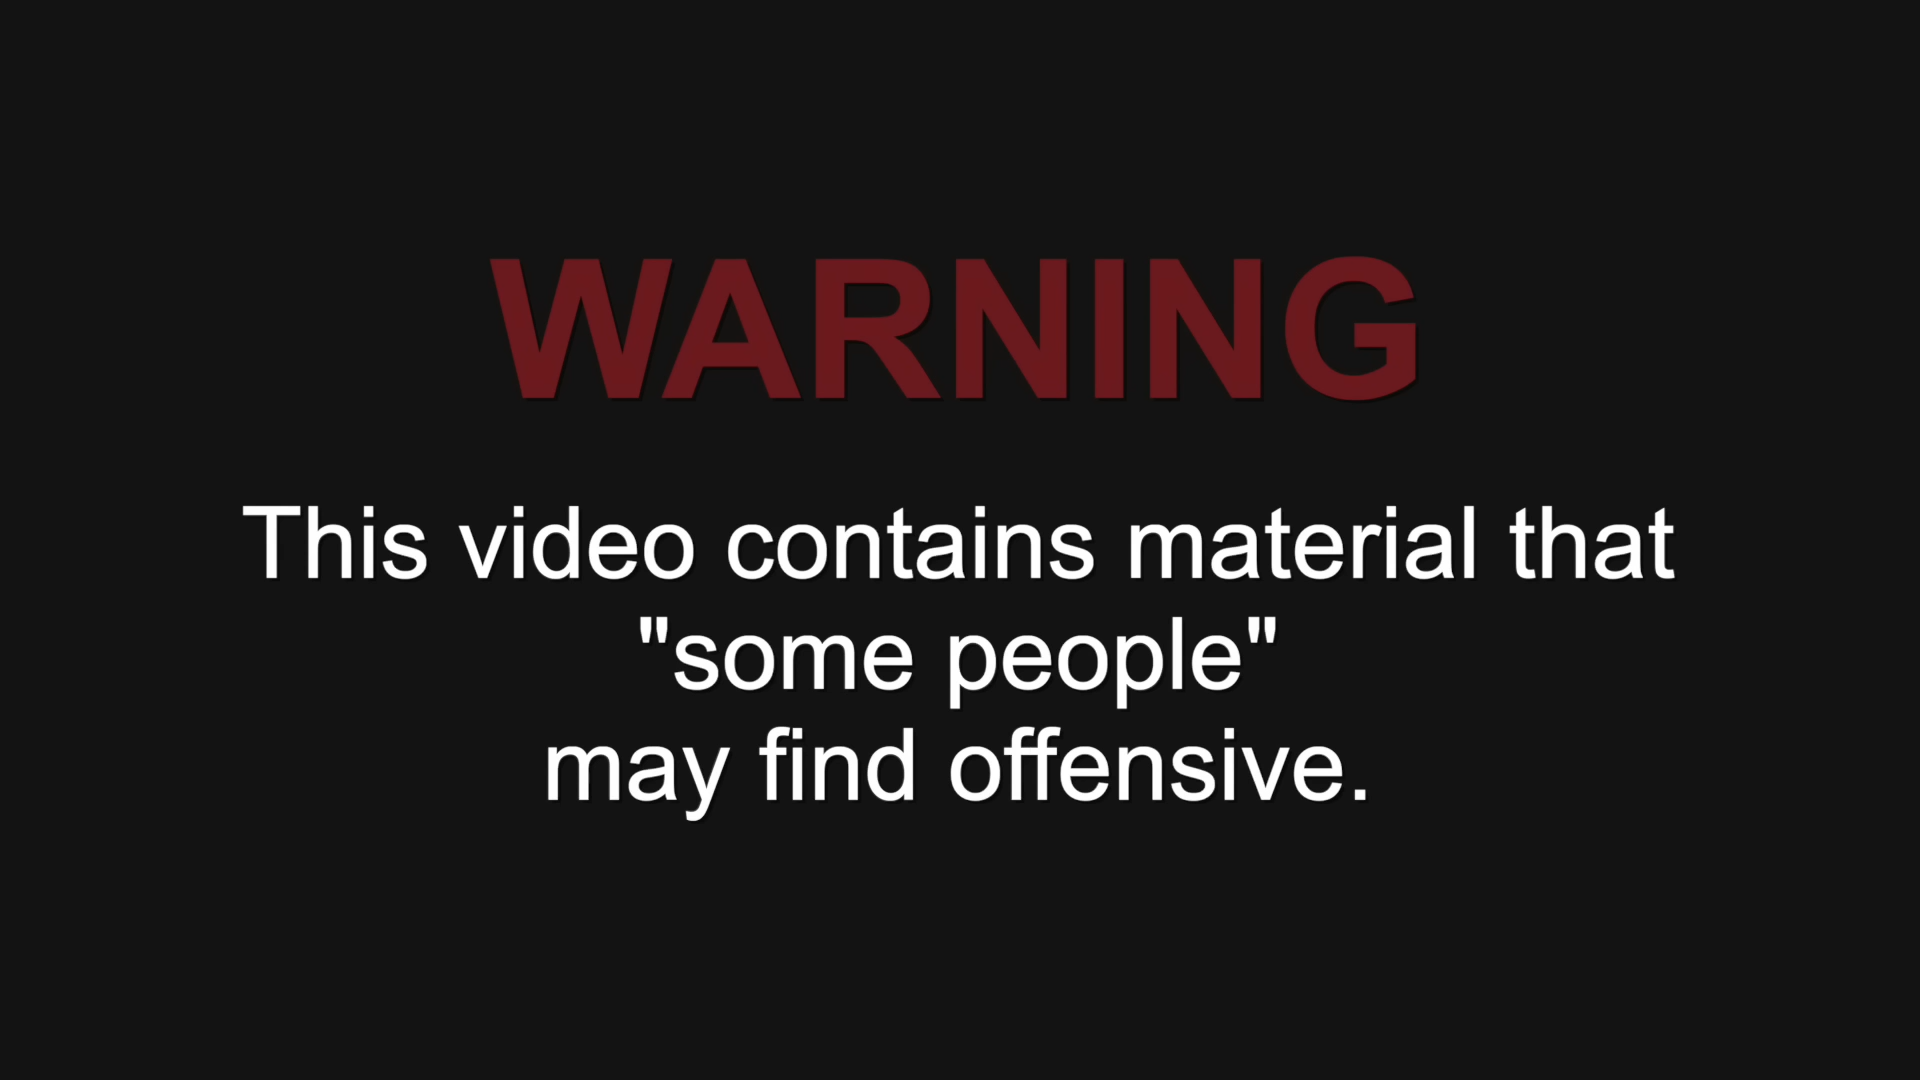 WARNING
This video contains material that
"some people"
may find offensive.